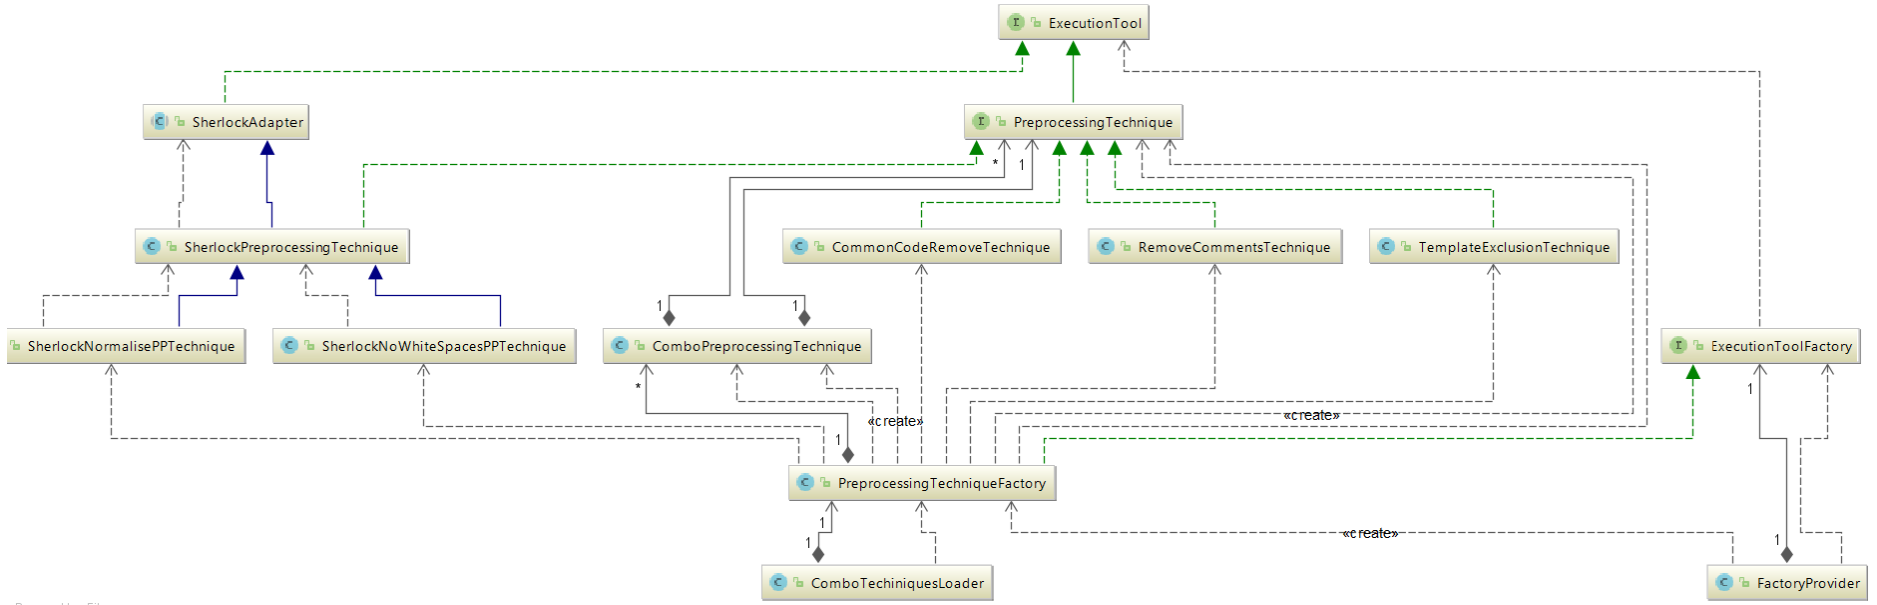 ExecutionTool
SherlockAdapter
PreprocessingTechnique
* 1
SherlockPreprocessingTechnique
CommonCodeRemoveTechnique
RemoveCommentsTechnique
TemplateExclusionTechnique
1 1
SherlockNormalisePPTechnique
SherlockNoWhiteSpacesPPTechnique
ComboPreprocessingTechnique
ExecutionToolFactory
* 1
«create»
«create»
1
PreprocessingTechniqueFactory
1
«create»
1 1
ComboTechiniquesLoader
FactoryProvider